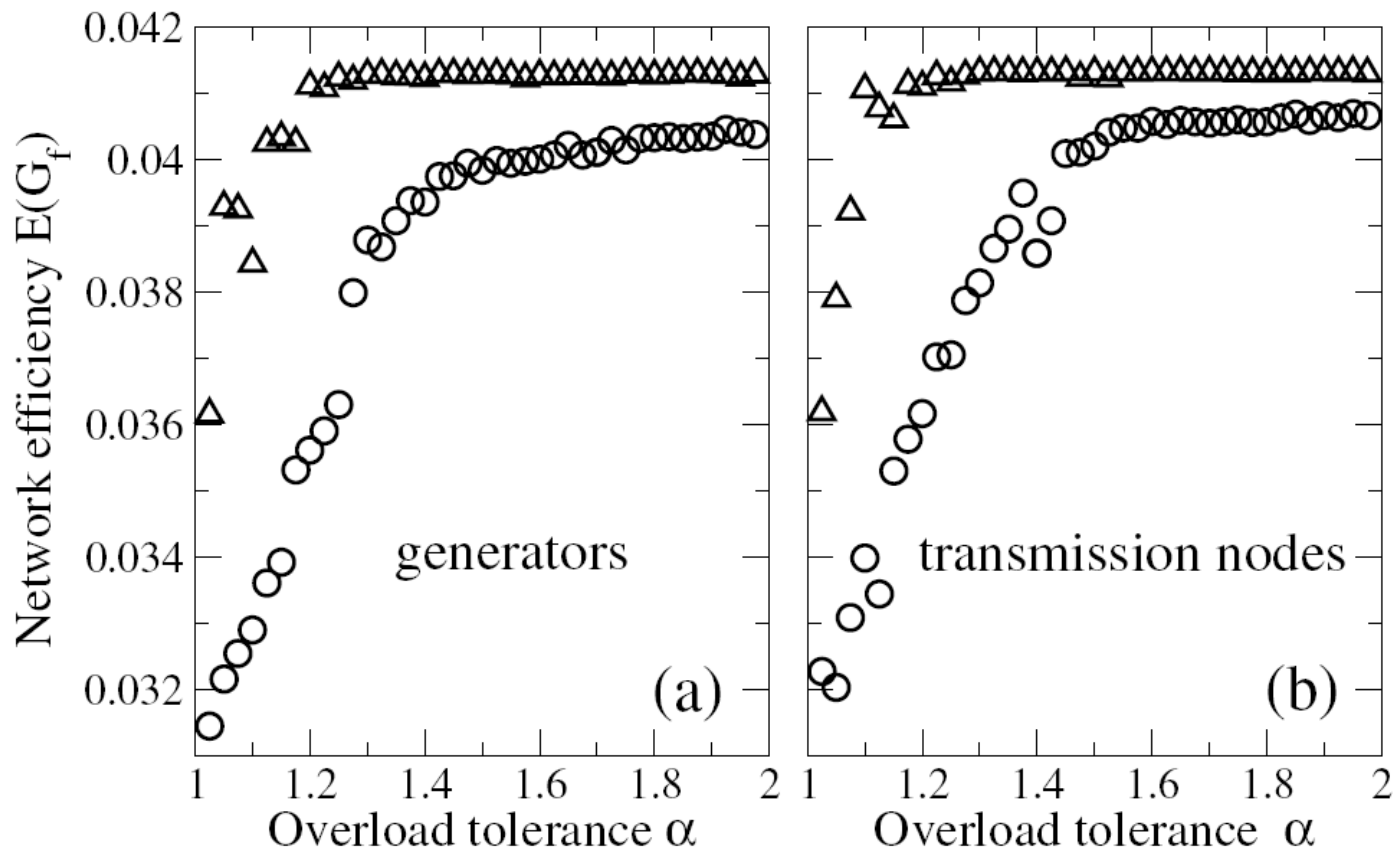 Network efficiency E(G_f)
0.042
0.04
0.038
0.036
0.034
0.032
generators
(a)
1 1.2 1.4 1.6 1.8 2
Overload tolerance α
transmission nodes
(b)
1 1.2 1.4 1.6 1.8 2
Overload tolerance α